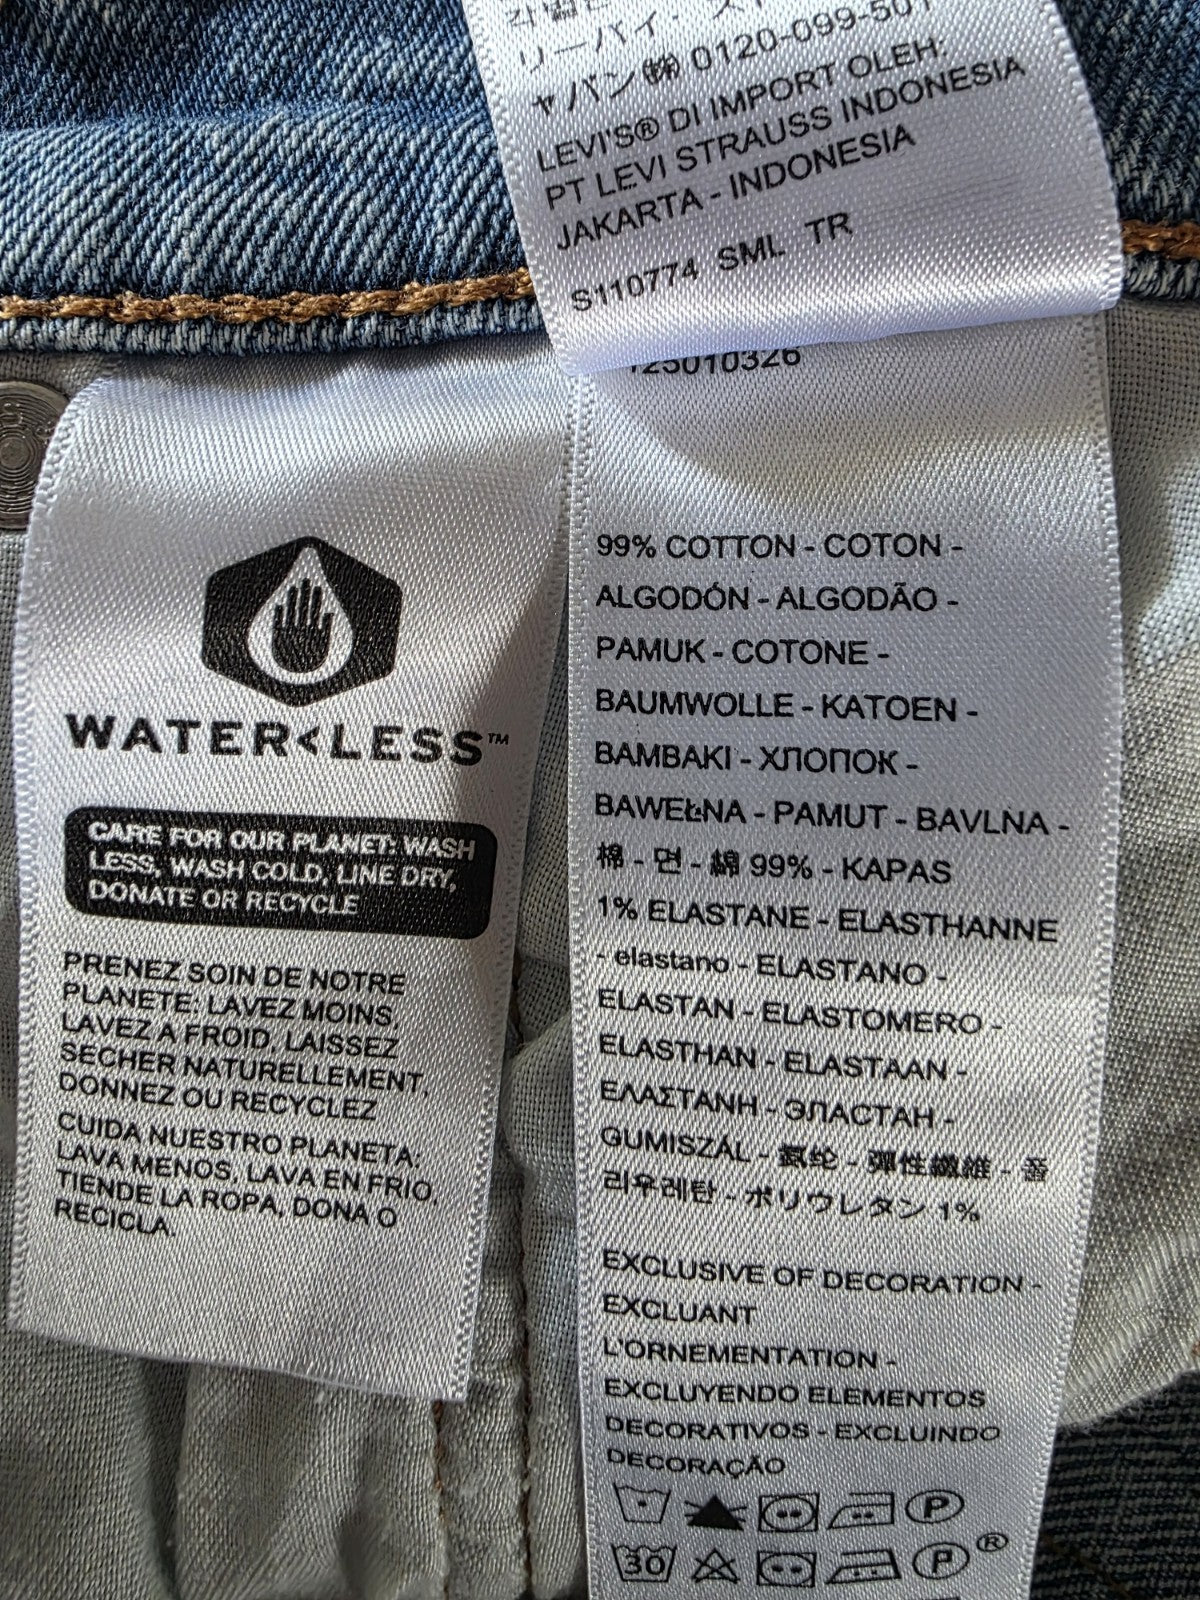 リーバイ・ス
ャパン㈱ 0120-099-501
LEVI'S® DI IMPORT OLEH:
PT LEVI STRAUSS INDONESIA
JAKARTA - INDONESIA
S110774 SML TR
125010326
WATER<LESS™
CARE FOR OUR PLANET: WASH
LESS, WASH COLD, LINE DRY,
DONATE OR RECYCLE
PRENEZ SOIN DE NOTRE
PLANETE: LAVEZ MOINS,
LAVEZ A FROID, LAISSEZ
SECHER NATURELLEMENT,
DONNEZ OU RECYCLEZ
CUIDA NUESTRO PLANETA:
LAVA MENOS, LAVA EN FRIO,
TIENDE LA ROPA, DONA O
RECICLA.
99% COTTON - COTON -
ALGODÓN - ALGODÃO -
PAMUK - COTONE -
BAUMWOLLE - KATOEN -
BAMBAKI - ХЛОПОК -
BAWEŁNA - PAMUT - BAVLNA -
棉 - 면 - 綿 99% - KAPAS
1% ELASTANE - ELASTHANNE
- elastano - ELASTANO -
ELASTAN - ELASTOMERO -
ELASTHAN - ELASTAAN -
ΕΛΑΣΤΑΝΗ - ЭЛАСТАН -
GUMISZÁL - 氨纶 - 彈性纖維 - 폴
리우레탄 - ポリウレタン 1%
EXCLUSIVE OF DECORATION -
EXCLUANT
L'ORNEMENTATION -
EXCLUYENDO ELEMENTOS
DECORATIVOS - EXCLUINDO
DECORAÇÃO
P
30 P ®